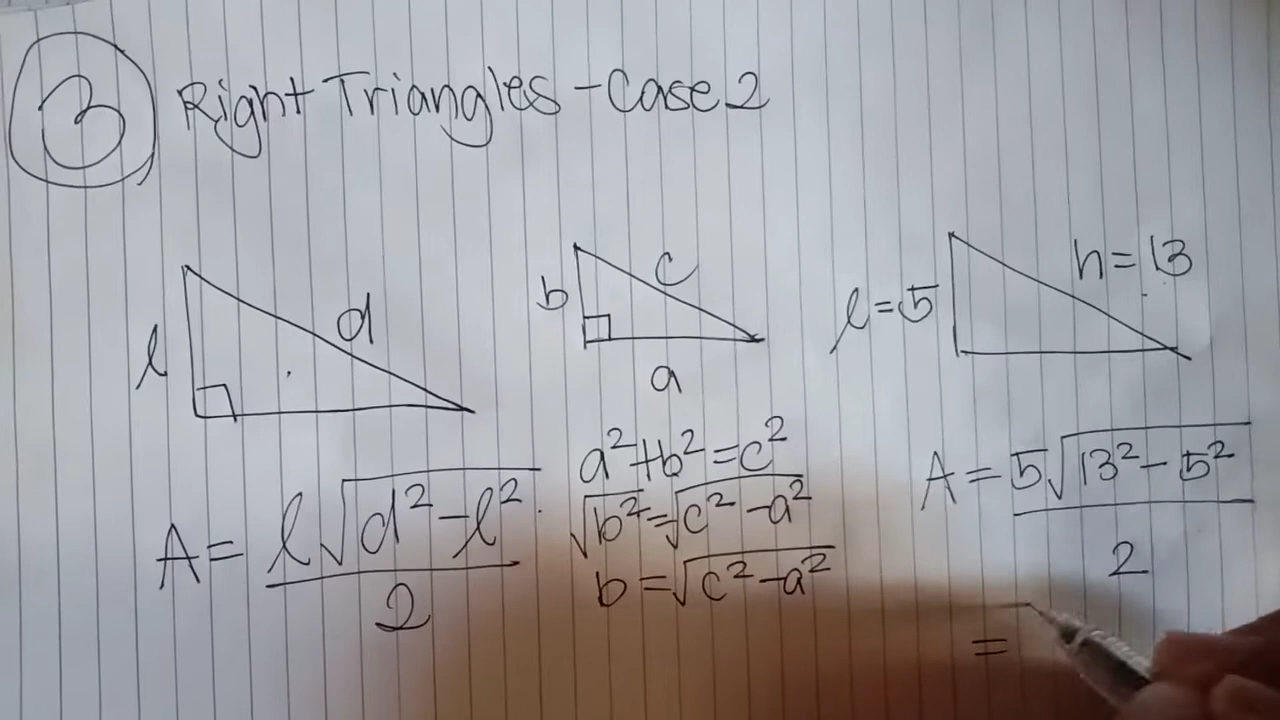 3 Right Triangles - Case 2
l
d
A = l√(d² - l²) / 2
b
c
a
a² + b² = c²
√b² = √c² - a²
b = √c² - a²
l = 5
h = 13
A = 5√13² - 5² / 2
=